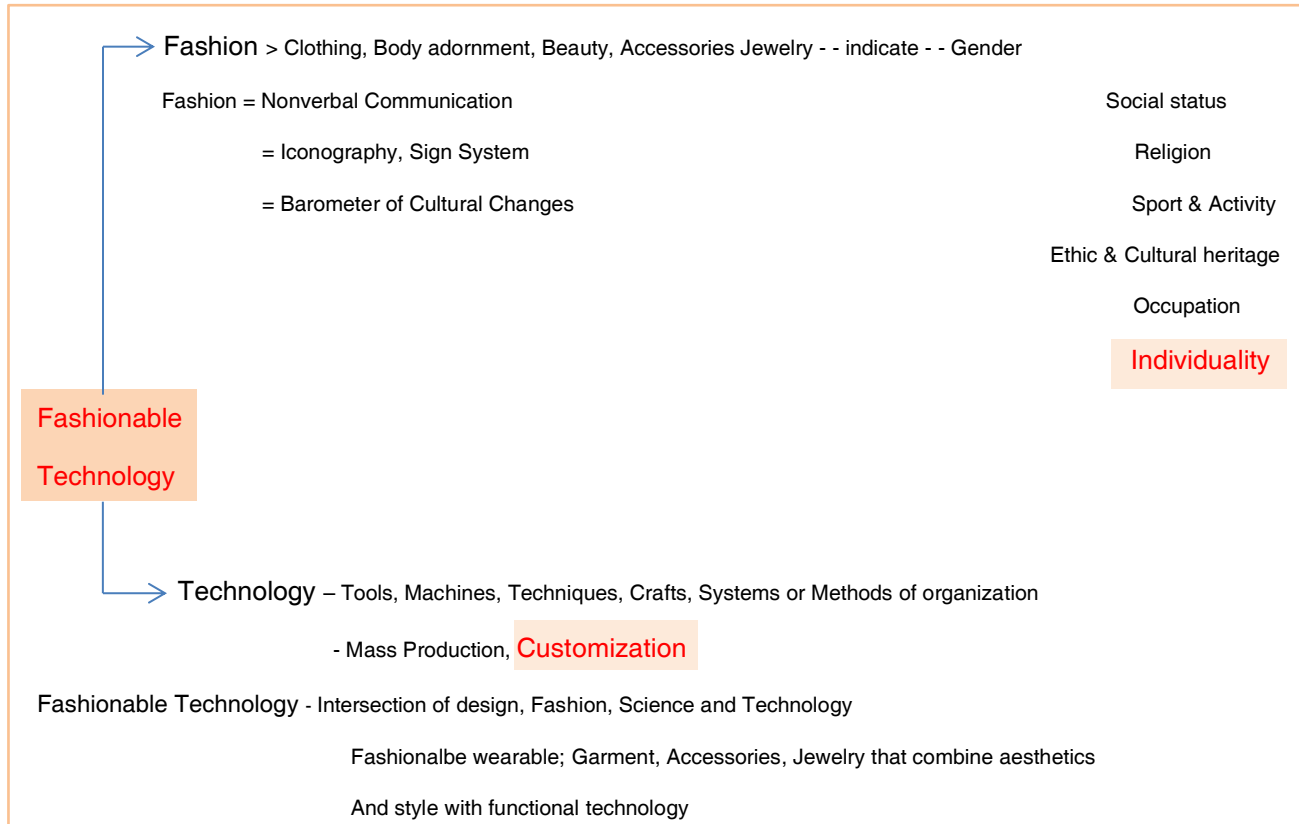 Fashion > Clothing, Body adornment, Beauty, Accessories Jewelry - - indicate - - Gender
Fashion = Nonverbal Communication Social status
= Iconography, Sign System Religion
= Barometer of Cultural Changes Sport & Activity
Ethic & Cultural heritage
Occupation
Individuality
Fashionable
Technology
Technology – Tools, Machines, Techniques, Crafts, Systems or Methods of organization
- Mass Production, Customization
Fashionable Technology - Intersection of design, Fashion, Science and Technology
Fashionalbe wearable; Garment, Accessories, Jewelry that combine aesthetics
And style with functional technology